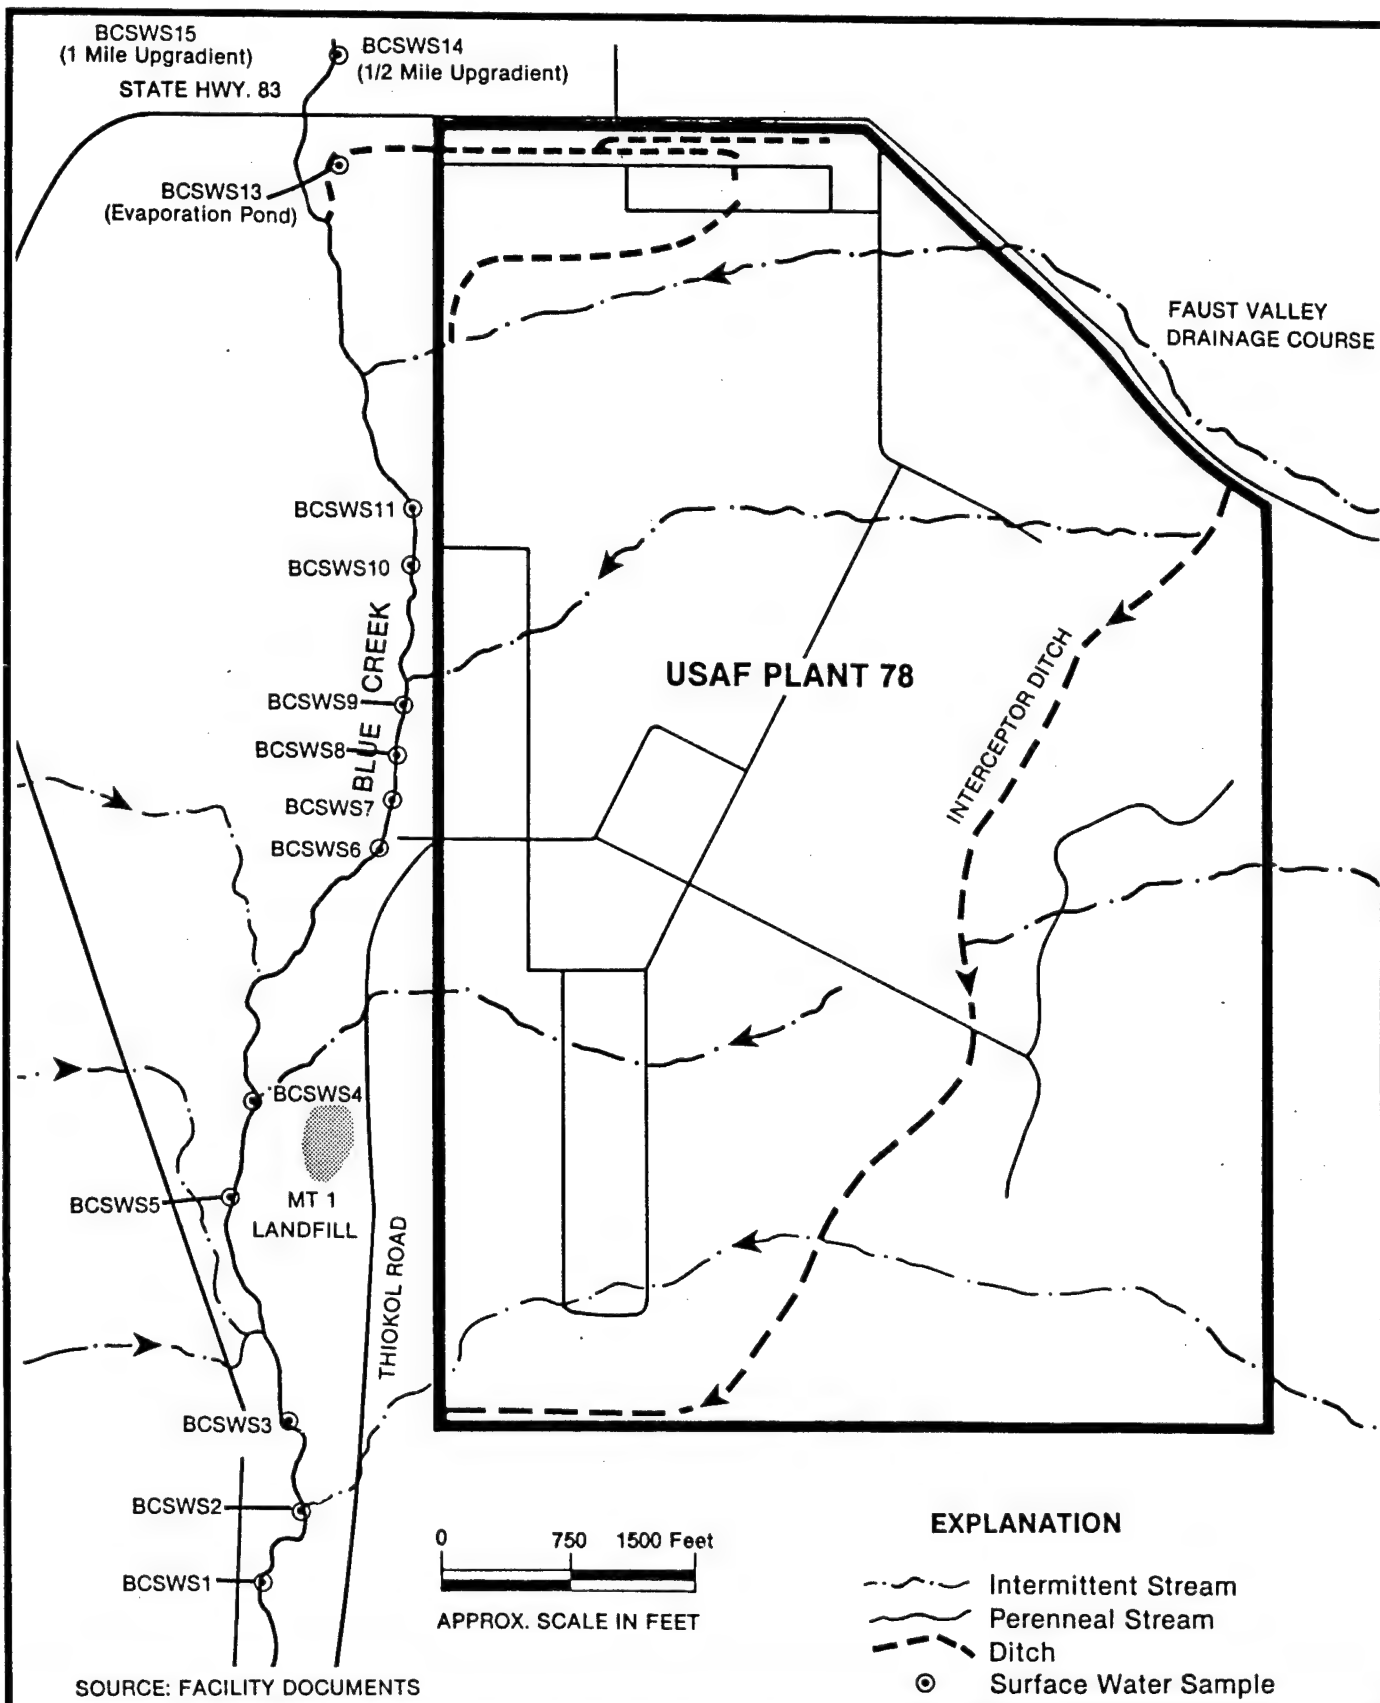 BCSWS15
(1 Mile Upgradient)
BCSWS14
(1/2 Mile Upgradient)
STATE HWY. 83
BCSWS13
(Evaporation Pond)
FAUST VALLEY
DRAINAGE COURSE
BCSWS11
BCSWS10
BLUE CREEK
USAF PLANT 78
INTERCEPTOR DITCH
BCSWS9
BCSWS8
BCSWS7
BCSWS6
BCSWS4
BCSWS5
MT 1
LANDFILL
THIOKOL ROAD
BCSWS3
BCSWS2
BCSWS1
0 750 1500 Feet
APPROX. SCALE IN FEET
EXPLANATION
Intermittent Stream
Perenneal Stream
Ditch
Surface Water Sample
SOURCE: FACILITY DOCUMENTS